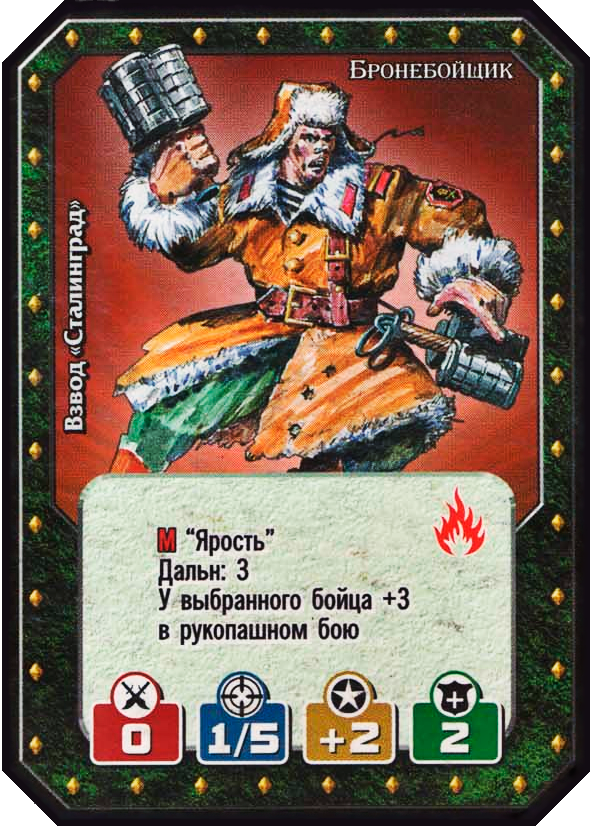 Бронебойщик
Взвод «Сталинград»
М “Ярость”
Дальн: 3
У выбранного бойца +3
в рукопашном бою
0 1/5 +2 2